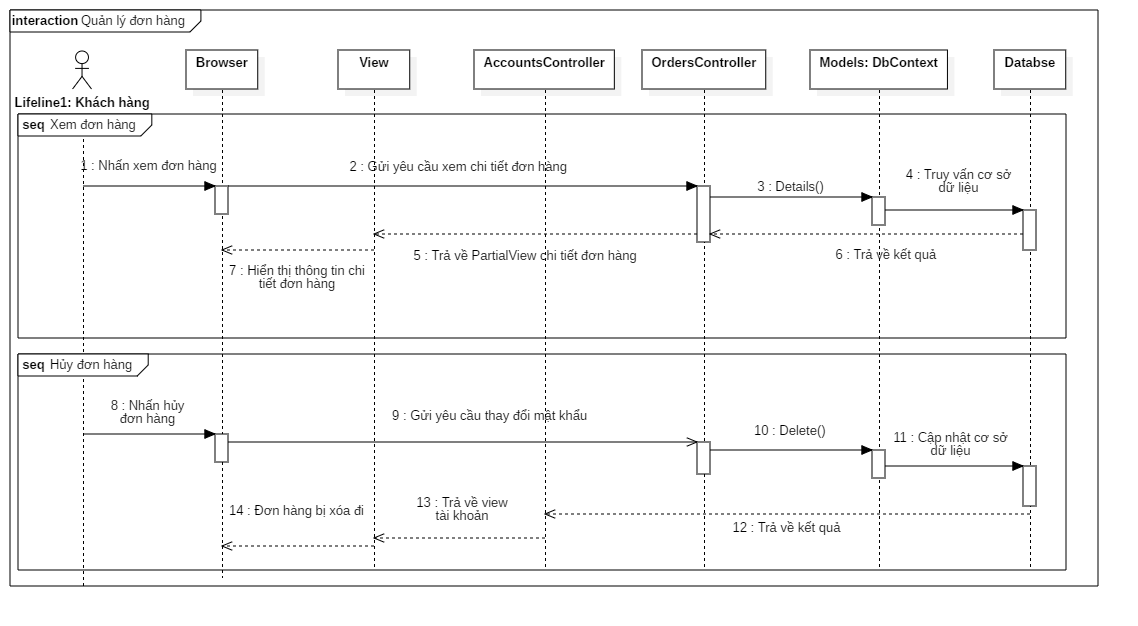 interaction Quản lý đơn hàng
Browser
View
AccountsController
OrdersController
Models: DbContext
Databse
Lifeline1: Khách hàng
seq Xem đơn hàng
1 : Nhấn xem đơn hàng
2 : Gửi yêu cầu xem chi tiết đơn hàng
3 : Details()
4 : Truy vấn cơ sở
dữ liệu
5 : Trả về PartialView chi tiết đơn hàng
6 : Trả về kết quả
7 : Hiển thị thông tin chi
tiết đơn hàng
seq Hủy đơn hàng
8 : Nhấn hủy
đơn hàng
9 : Gửi yêu cầu thay đổi mật khẩu
10 : Delete()
11 : Cập nhật cơ sở
dữ liệu
14 : Đơn hàng bị xóa đi
13 : Trả về view
tài khoản
12 : Trả về kết quả